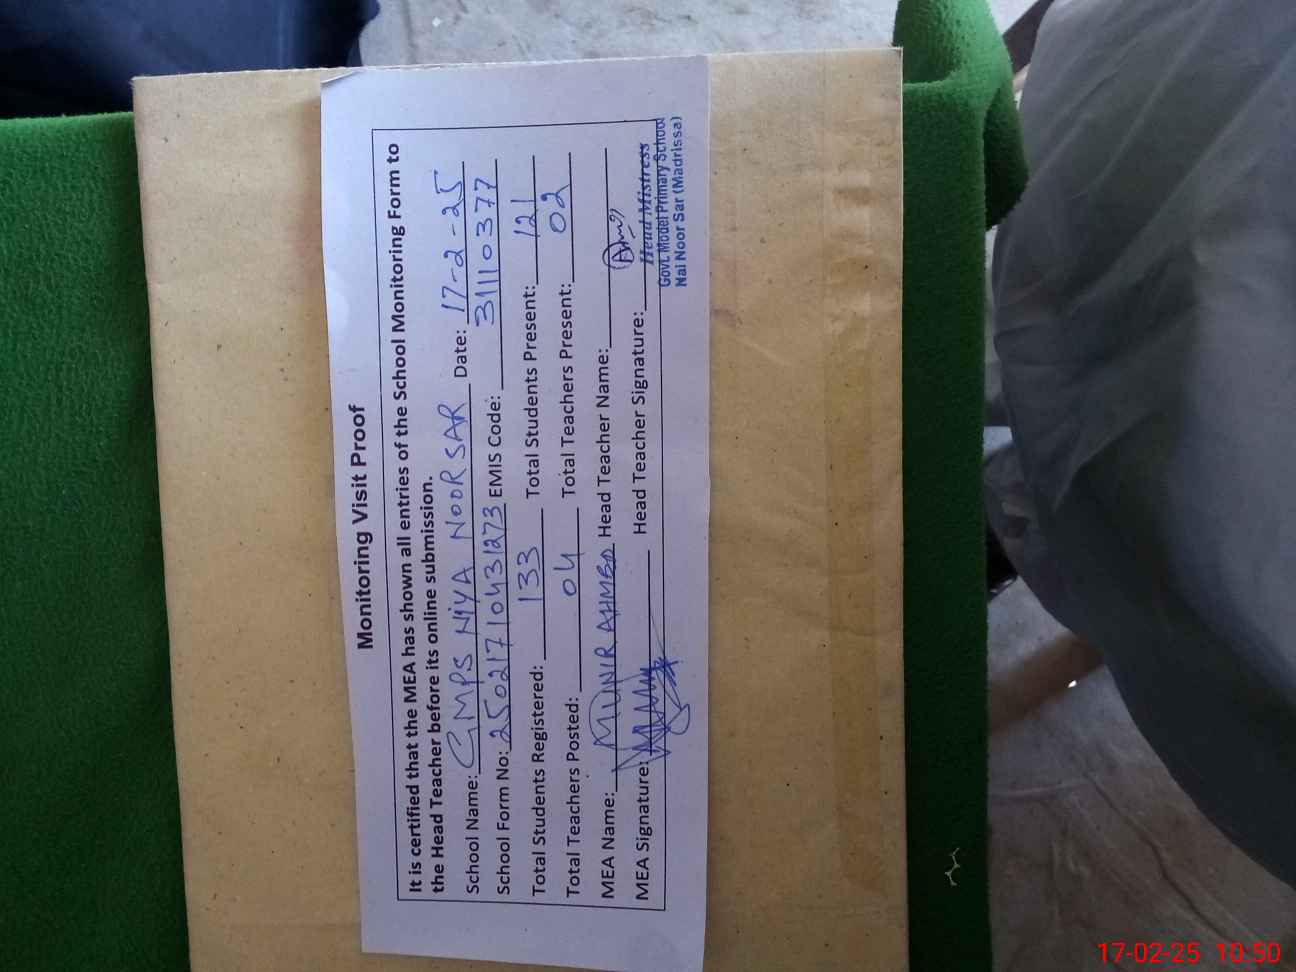 Monitoring Visit Proof
It is certified that the MEA has shown all entries of the School Monitoring Form to
the Head Teacher before its online submission.
School Name: GMPS NIYA NOOR SAR Date: 17-2-25
School Form No: 25021710431273 EMIS Code: 31110377
Total Students Registered: 133 Total Students Present: 121
Total Teachers Posted: 04 Total Teachers Present: 02
MEA Name: MUNIR AHMED Head Teacher Name:
MEA Signature: Head Teacher Signature:
Head Mistress
Govt. Model Primary School
Nai Noor Sar (Madrissa)
17-02-25 10:50